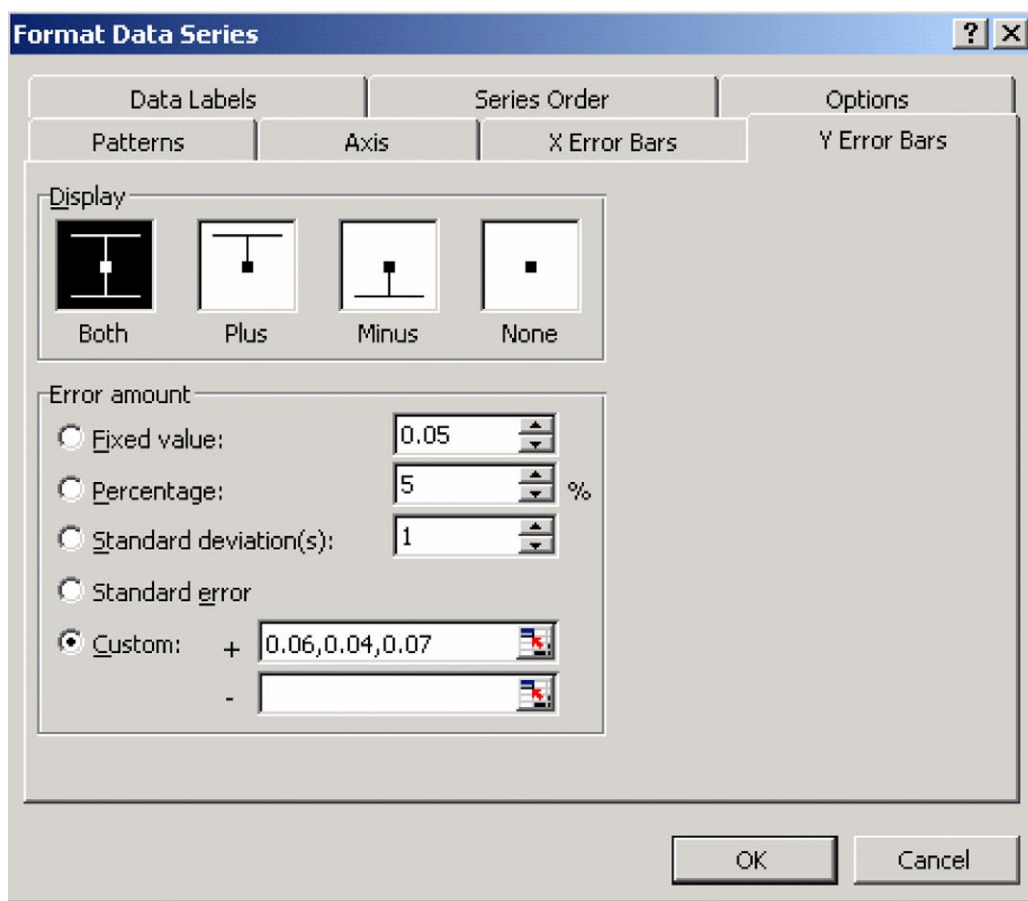 Format Data Series ? X
Data Labels Series Order Options
Patterns Axis X Error Bars Y Error Bars
Display
Both Plus Minus None
Error amount
Fixed value: 0.05
Percentage: 5 %
Standard deviation(s): 1
Standard error
Custom: + 0.06,0.04,0.07
-
OK Cancel